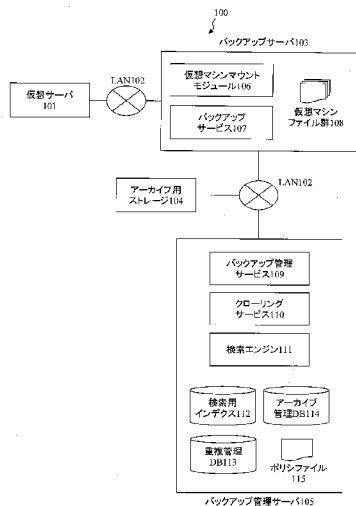 100
バックアップサーバ103
仮想サーバ
101
LAN102
仮想マシンマウント
モジュール106
バックアップ
サービス107
仮想マシン
ファイル群108
アーカイブ用
ストレージ104
LAN102
バックアップ管理
サービス109
クローリング
サービス110
検索エンジン111
検索用
インデクス112
アーカイブ
管理DB114
重複管理
DB113
ポリシファイル
115
バックアップ管理サーバ105